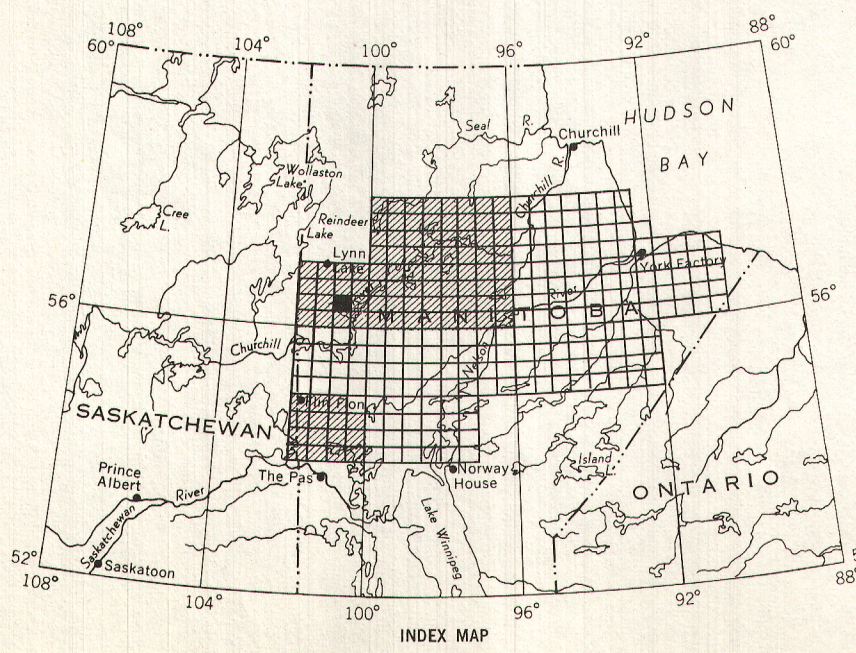 108°
104°
100°
96°
92°
88°
60°
60°
HUDSON
BAY
Seal R.
Churchill
Wollaston
Lake
Churchill R.
Cree
L.
Reindeer
Lake
Lynn
Lake
York Factory
56°
56°
River
MANITOBA
Churchill
Nelson
Flin Flon
SASKATCHEWAN
Prince
Albert
River
The Pas
Norway
House
Island
L.
ONTARIO
Saskatchewan
Lake Winnipeg
52°
Saskatoon
108°
104°
100°
96°
92°
88°
INDEX MAP